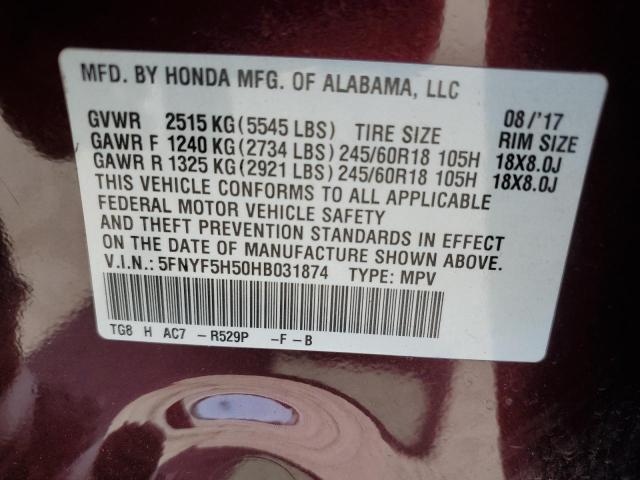 MFD. BY HONDA MFG. OF ALABAMA, LLC
08/'17
GVWR 2515 KG (5545 LBS) TIRE SIZE RIM SIZE
GAWR F 1240 KG (2734 LBS) 245/60R18 105H 18X8.0J
GAWR R 1325 KG (2921 LBS) 245/60R18 105H 18X8.0J
THIS VEHICLE CONFORMS TO ALL APPLICABLE
FEDERAL MOTOR VEHICLE SAFETY
AND THEFT PREVENTION STANDARDS IN EFFECT
ON THE DATE OF MANUFACTURE SHOWN ABOVE.
V.I.N.: 5FNYF5H50HB031874 TYPE: MPV
TG8 H AC7 - R529P - F - B